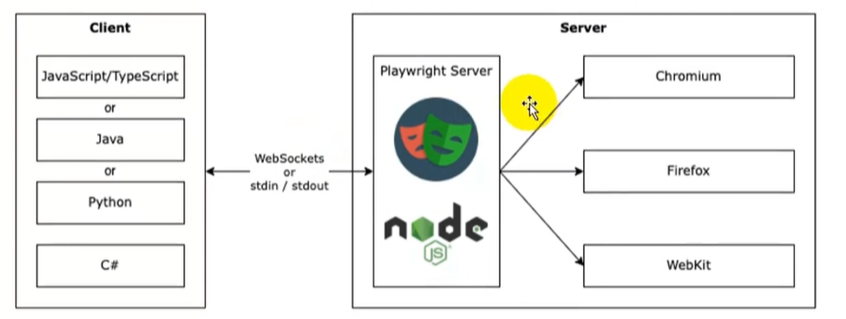 Client
JavaScript/TypeScript
or
Java
or
Python
C#
WebSockets
or
stdin / stdout
Server
Playwright Server
node
JS
Chromium
Firefox
WebKit